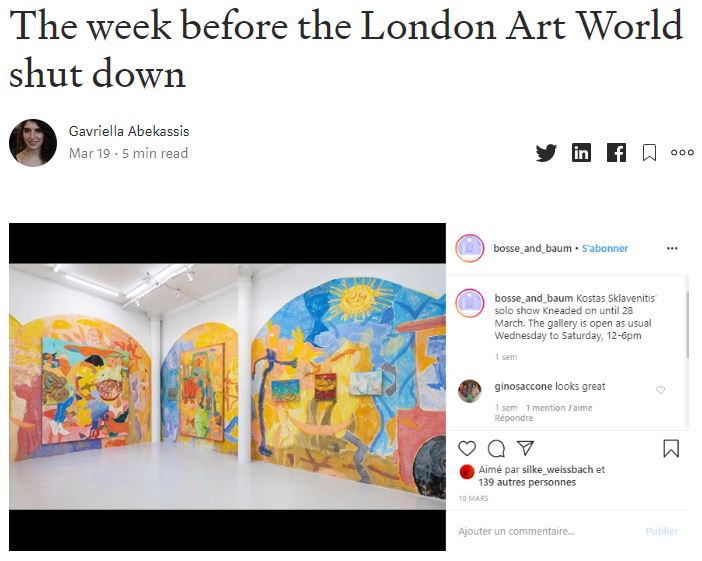 The week before the London Art World
shut down
Gavriella Abekassis
Mar 19 · 5 min read
bosse_and_baum • S'abonner
bosse_and_baum Kostas Sklavenitis'
solo show Kneaded on until 28
March. The gallery is open as usual
Wednesday to Saturday, 12-6pm
1 sem
ginosaccone looks great
1 sem 1 mention J'aime
Répondre
Aimé par silke_weissbach et
139 autres personnes
10 MARS
Ajouter un commentaire... Publier